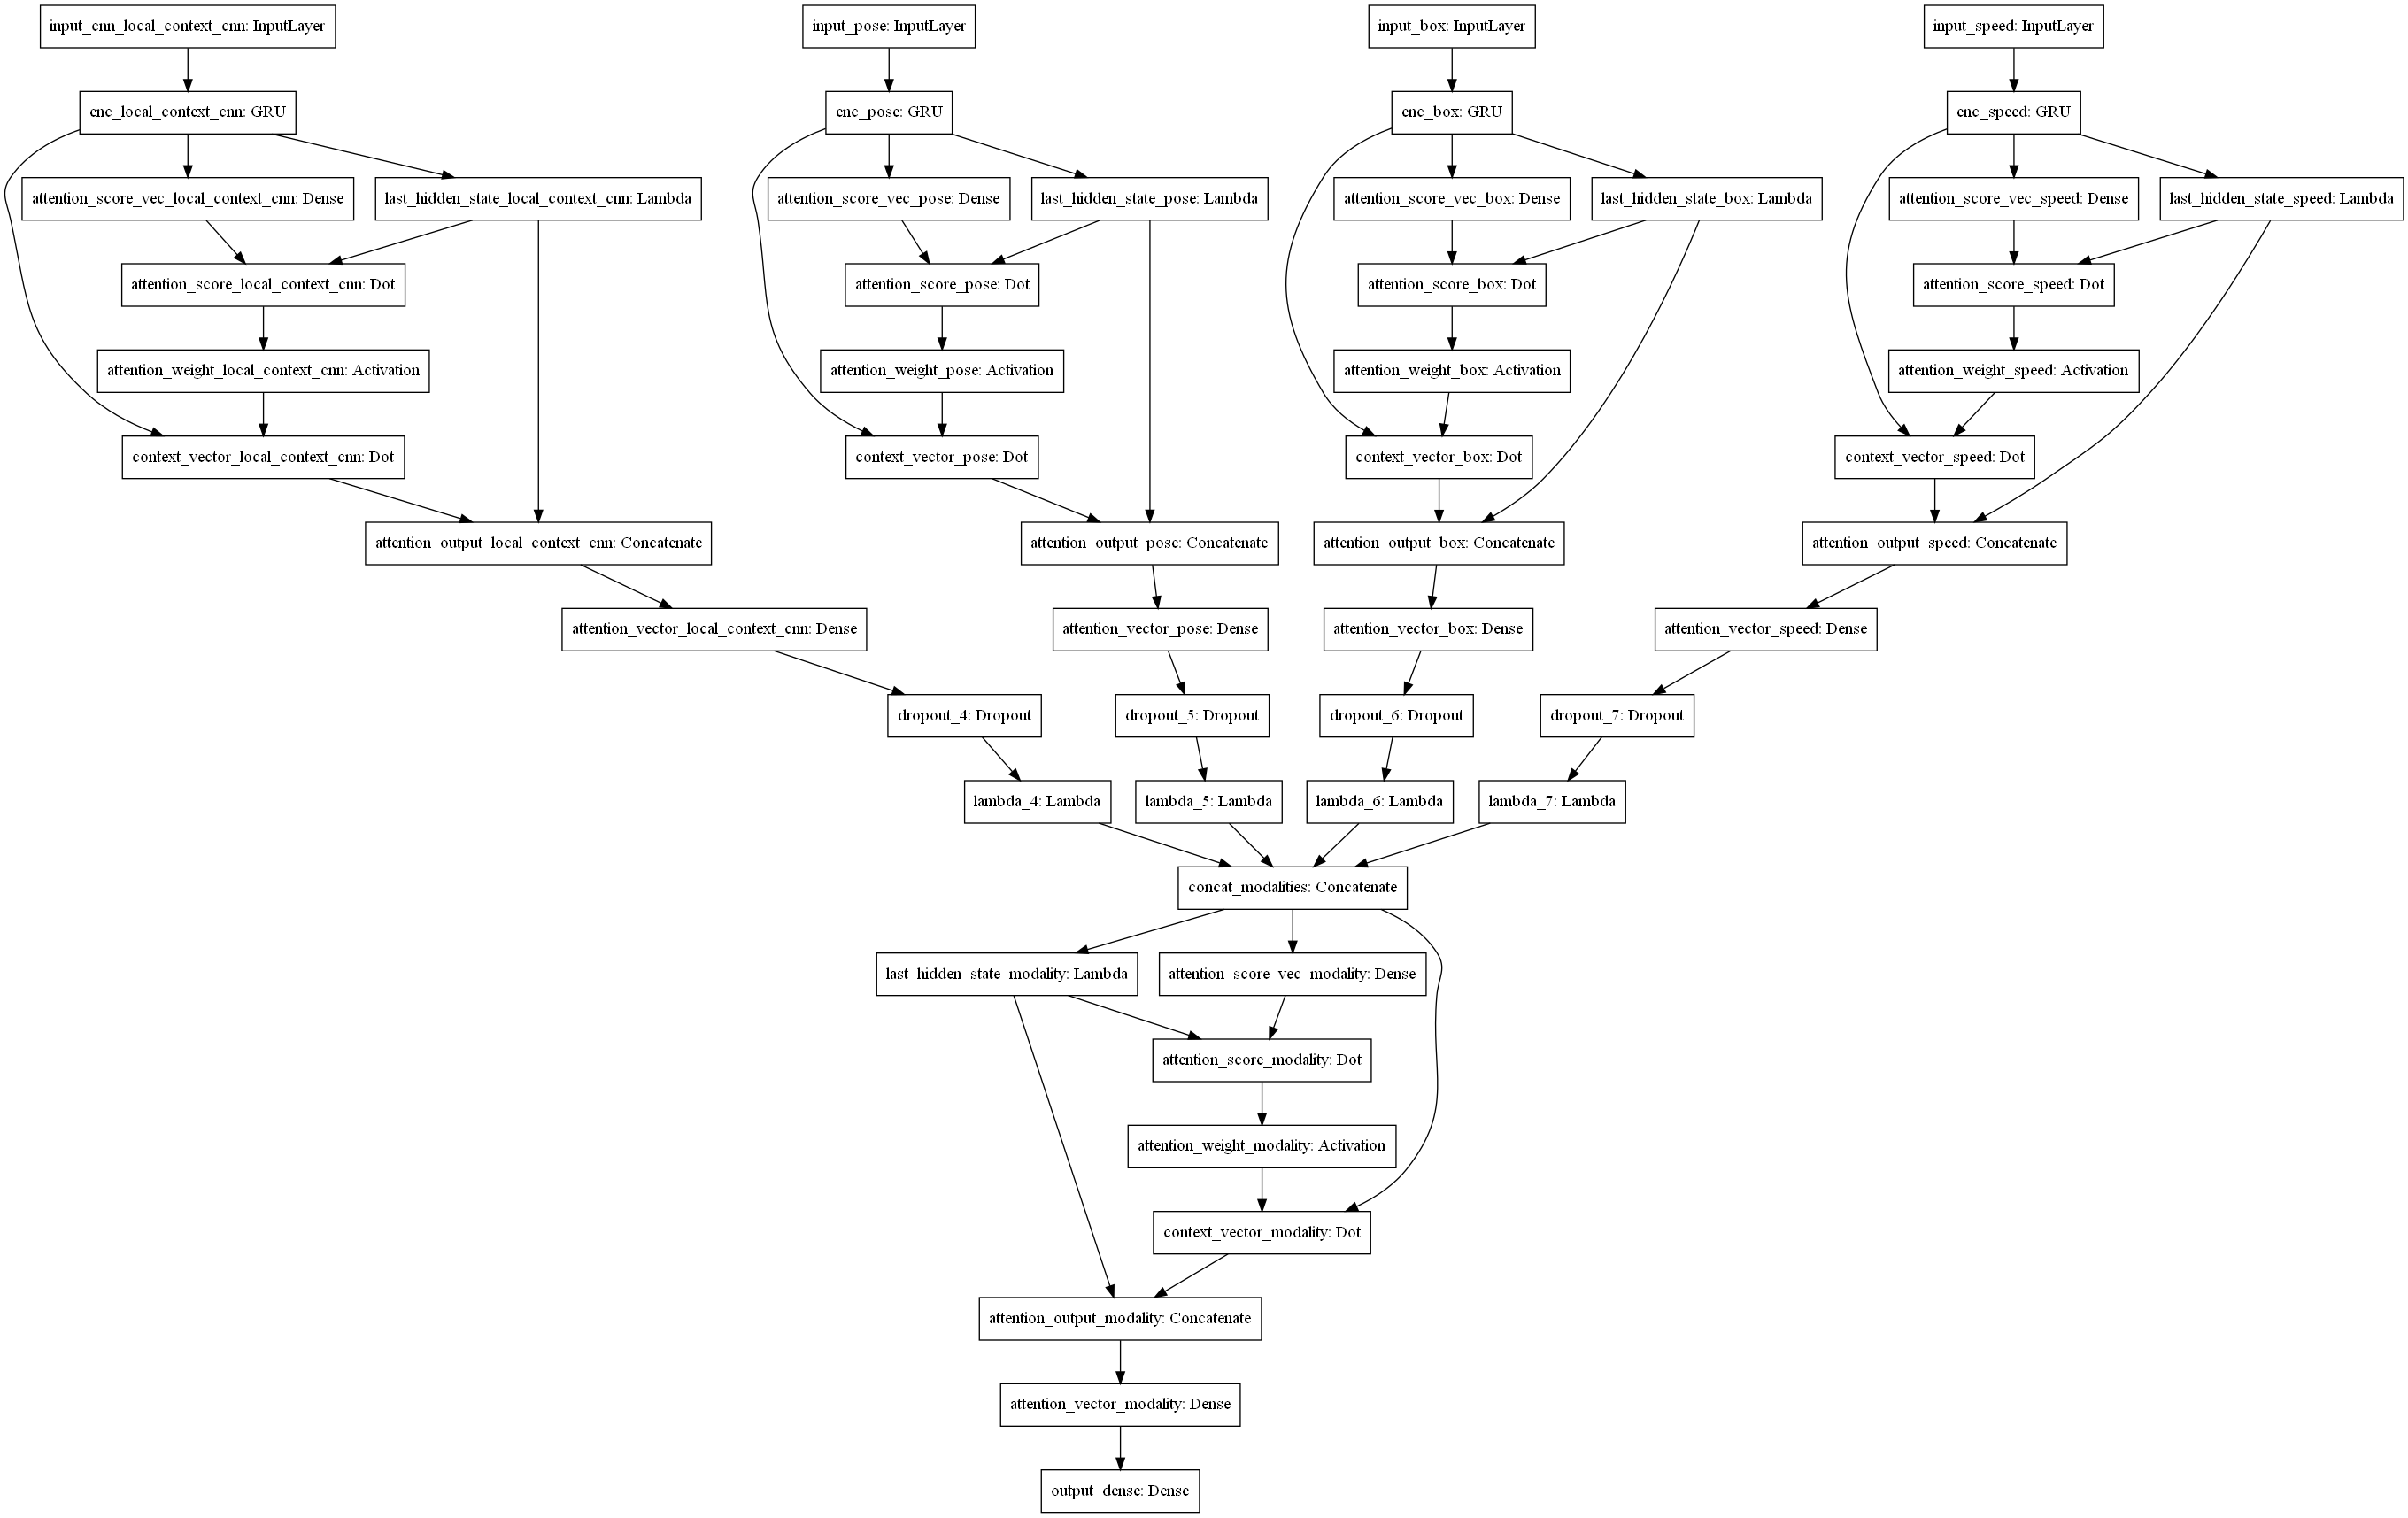 input_cnn_local_context_cnn: InputLayer
input_pose: InputLayer
input_box: InputLayer
input_speed: InputLayer
enc_local_context_cnn: GRU
enc_pose: GRU
enc_box: GRU
enc_speed: GRU
attention_score_vec_local_context_cnn: Dense
last_hidden_state_local_context_cnn: Lambda
attention_score_vec_pose: Dense
last_hidden_state_pose: Lambda
attention_score_vec_box: Dense
last_hidden_state_box: Lambda
attention_score_vec_speed: Dense
last_hidden_state_speed: Lambda
attention_score_local_context_cnn: Dot
attention_score_pose: Dot
attention_score_box: Dot
attention_score_speed: Dot
attention_weight_local_context_cnn: Activation
attention_weight_pose: Activation
attention_weight_box: Activation
attention_weight_speed: Activation
context_vector_local_context_cnn: Dot
context_vector_pose: Dot
context_vector_box: Dot
context_vector_speed: Dot
attention_output_local_context_cnn: Concatenate
attention_output_pose: Concatenate
attention_output_box: Concatenate
attention_output_speed: Concatenate
attention_vector_local_context_cnn: Dense
attention_vector_pose: Dense
attention_vector_box: Dense
attention_vector_speed: Dense
dropout_4: Dropout
dropout_5: Dropout
dropout_6: Dropout
dropout_7: Dropout
lambda_4: Lambda
lambda_5: Lambda
lambda_6: Lambda
lambda_7: Lambda
concat_modalities: Concatenate
last_hidden_state_modality: Lambda
attention_score_vec_modality: Dense
attention_score_modality: Dot
attention_weight_modality: Activation
context_vector_modality: Dot
attention_output_modality: Concatenate
attention_vector_modality: Dense
output_dense: Dense